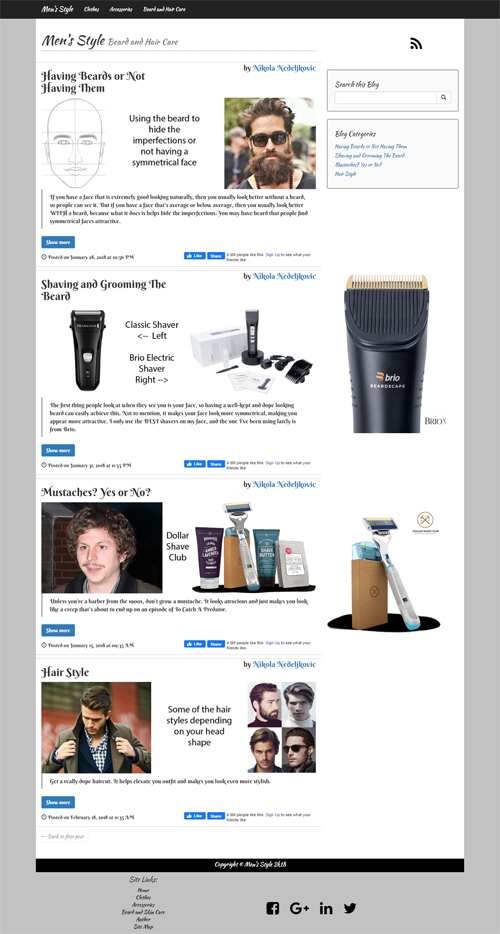 Men's Style Clothes Accessories Beard and Hair Care
Men's Style Beard and Hair Care
Having Beards or Not
Having Them
by Nikola Nedeljkovic
Using the beard to
hide the
imperfections or
not having a
symmetrical face
If you have a face that is extremely good looking naturally, then you usually look better without a beard,
so people can see it. But if you have a face that's average or below average, then you usually look better
WITH a beard, because what it does is helps hide the imperfections. You may have beard that people find
symmetrical faces attractive.
Show more
Posted on January 28, 2018 at 10:56 PM
Like Share 4.6M people like this. Sign Up to see what your
friends like.
Shaving and Grooming The
Beard
by Nikola Nedeljkovic
REMINGTON
Classic Shaver
<-- Left
Brio Electric
Shaver
Right -->
The first thing people look at when they see you is your face, so having a well-kept and dope looking
beard can easily achieve this. Not to mention, it makes your face look more symmetrical, making you
appear more attractive. I only use the BEST shavers on my face, and the one I've been using lately is
from Brio.
Show more
Posted on January 31, 2018 at 11:55 PM
Like Share 4.6M people like this. Sign Up to see what your
friends like.
Mustaches? Yes or No?
by Nikola Nedeljkovic
Dollar
Shave
Club
AMBER
LAVENDER
SHAVE
BUTTER
Unless you're a barber from the 1900s, don't grow a mustache. It looks atrocious and just makes you look
like a creep that's about to end up on an episode of To Catch A Predator.
Show more
Posted on January 15, 2018 at 09:35 AM
Like Share 4.6M people like this. Sign Up to see what your
friends like.
Hair Style
by Nikola Nedeljkovic
Some of the hair
styles depending
on your head
shape
Get a really dope haircut. It helps elevate you outfit and makes you look even more stylish.
Show more
Posted on February 18, 2018 at 11:35 AM
Like Share 4.6M people like this. Sign Up to see what your
friends like.
← Back to first post
Search this Blog
Blog Categories
Having Beards or Not Having Them
Shaving and Grooming The Beard
Mustaches? Yes or No?
Hair Style
brio
BEARDSCAPE
BRIO
DOLLAR SHAVE CLUB
Copyright © Men's Style 2k18
Site Links:
Home
Clothes
Accessories
Beard and Skin Care
Author
Site Map